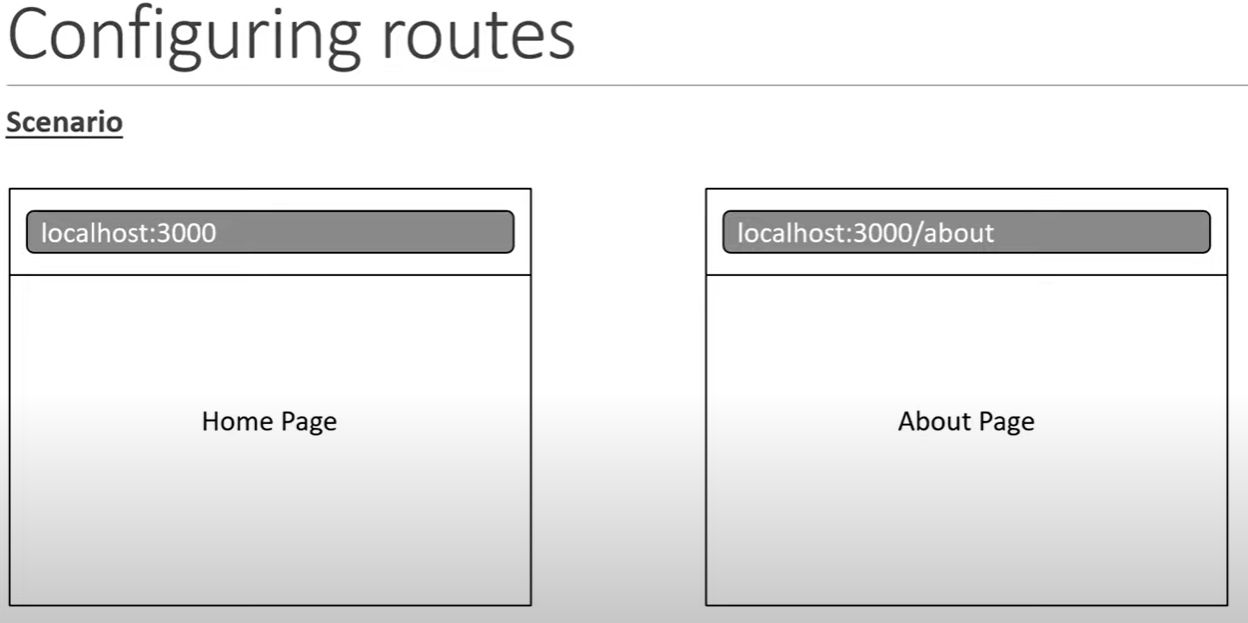 Configuring routes
Scenario
localhost:3000
localhost:3000/about
Home Page
About Page